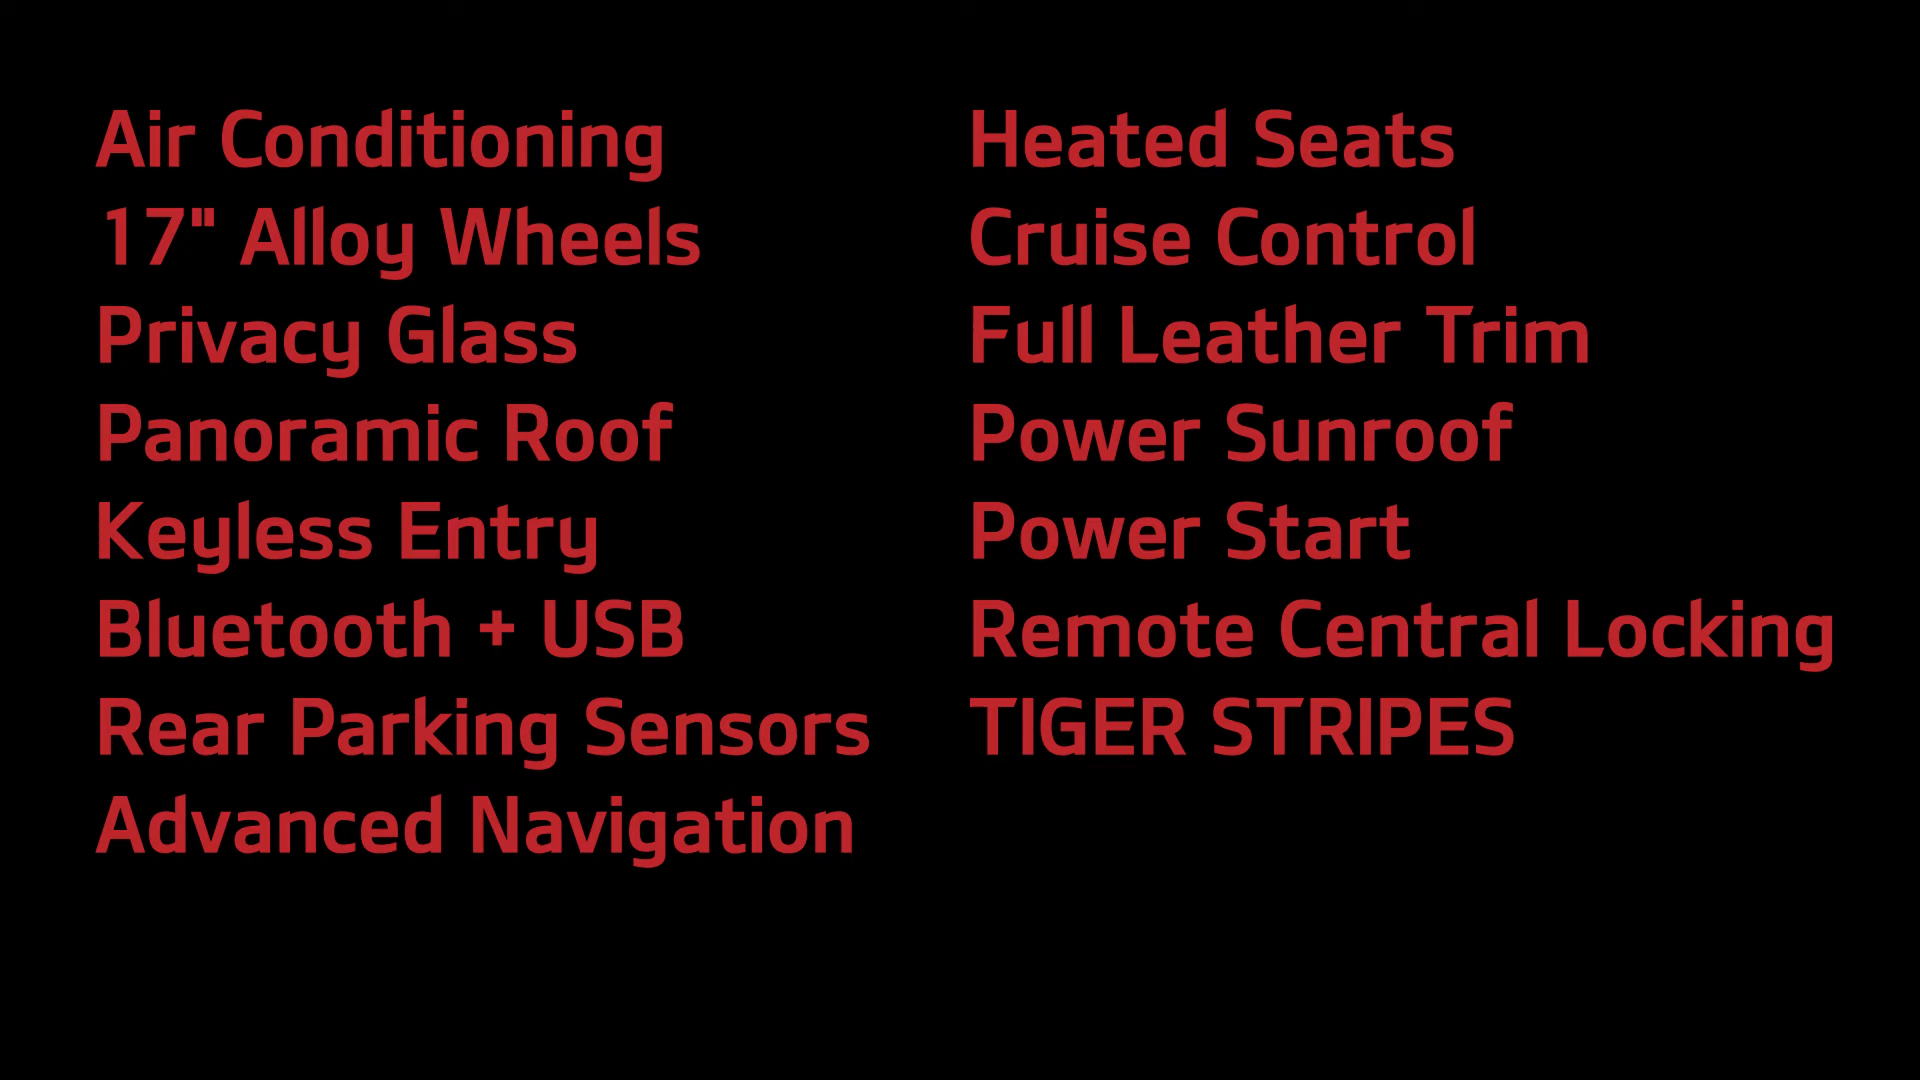 Air Conditioning
17" Alloy Wheels
Privacy Glass
Panoramic Roof
Keyless Entry
Bluetooth + USB
Rear Parking Sensors
Advanced Navigation
Heated Seats
Cruise Control
Full Leather Trim
Power Sunroof
Power Start
Remote Central Locking
TIGER STRIPES